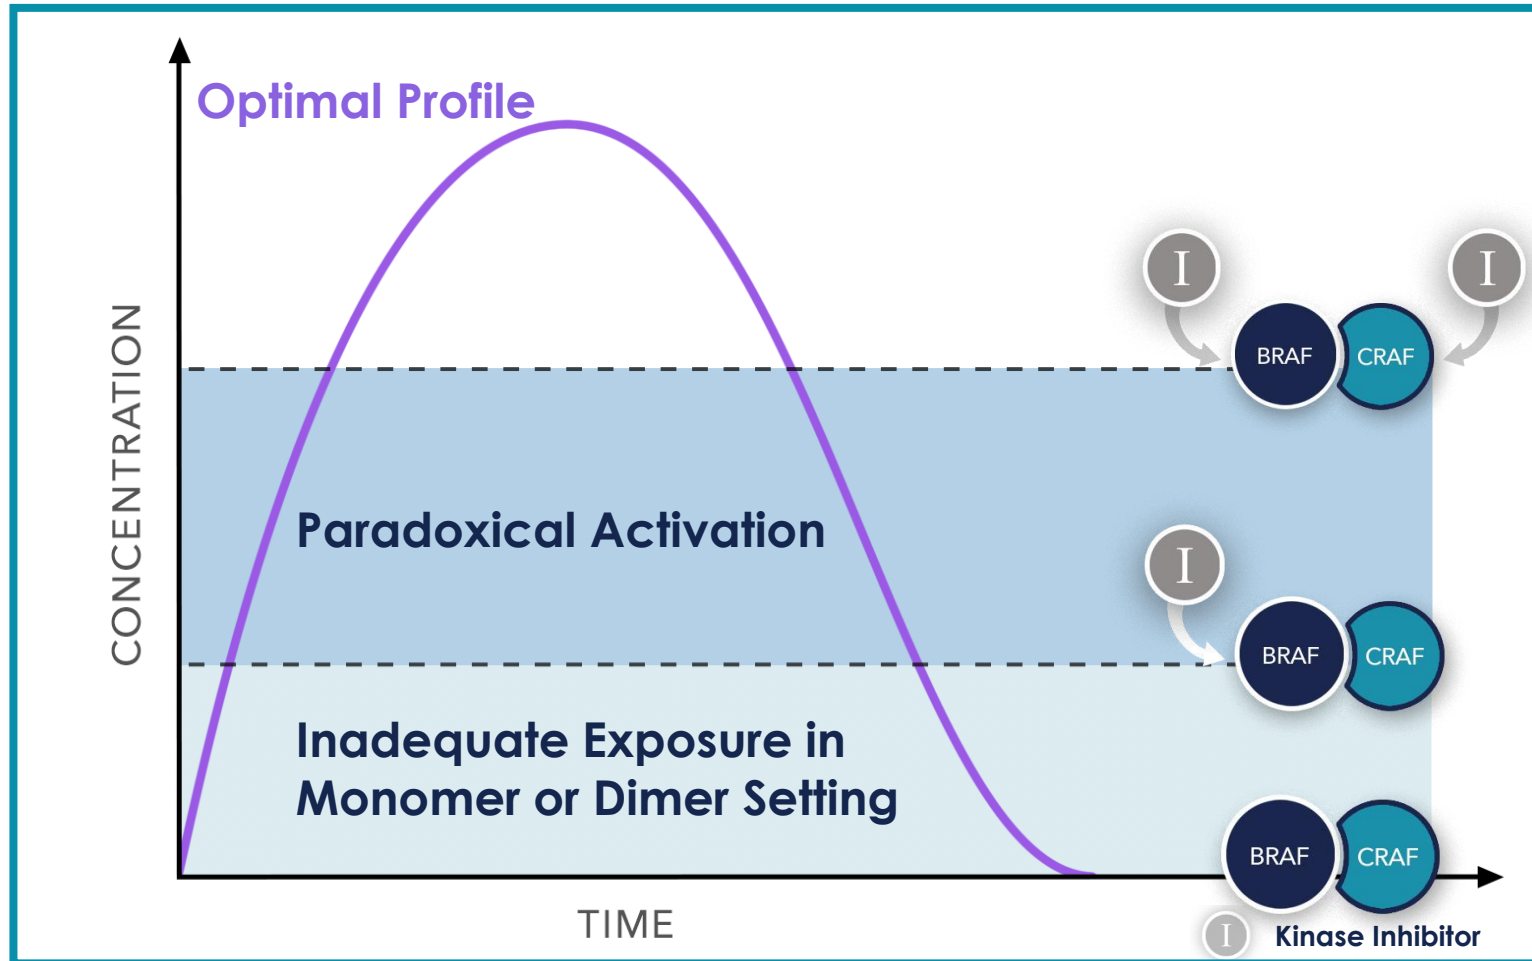 Optimal Profile
CONCENTRATION
I
I
BRAF
CRAF
Paradoxical Activation
I
BRAF
CRAF
Inadequate Exposure in
Monomer or Dimer Setting
BRAF
CRAF
TIME
I
Kinase Inhibitor